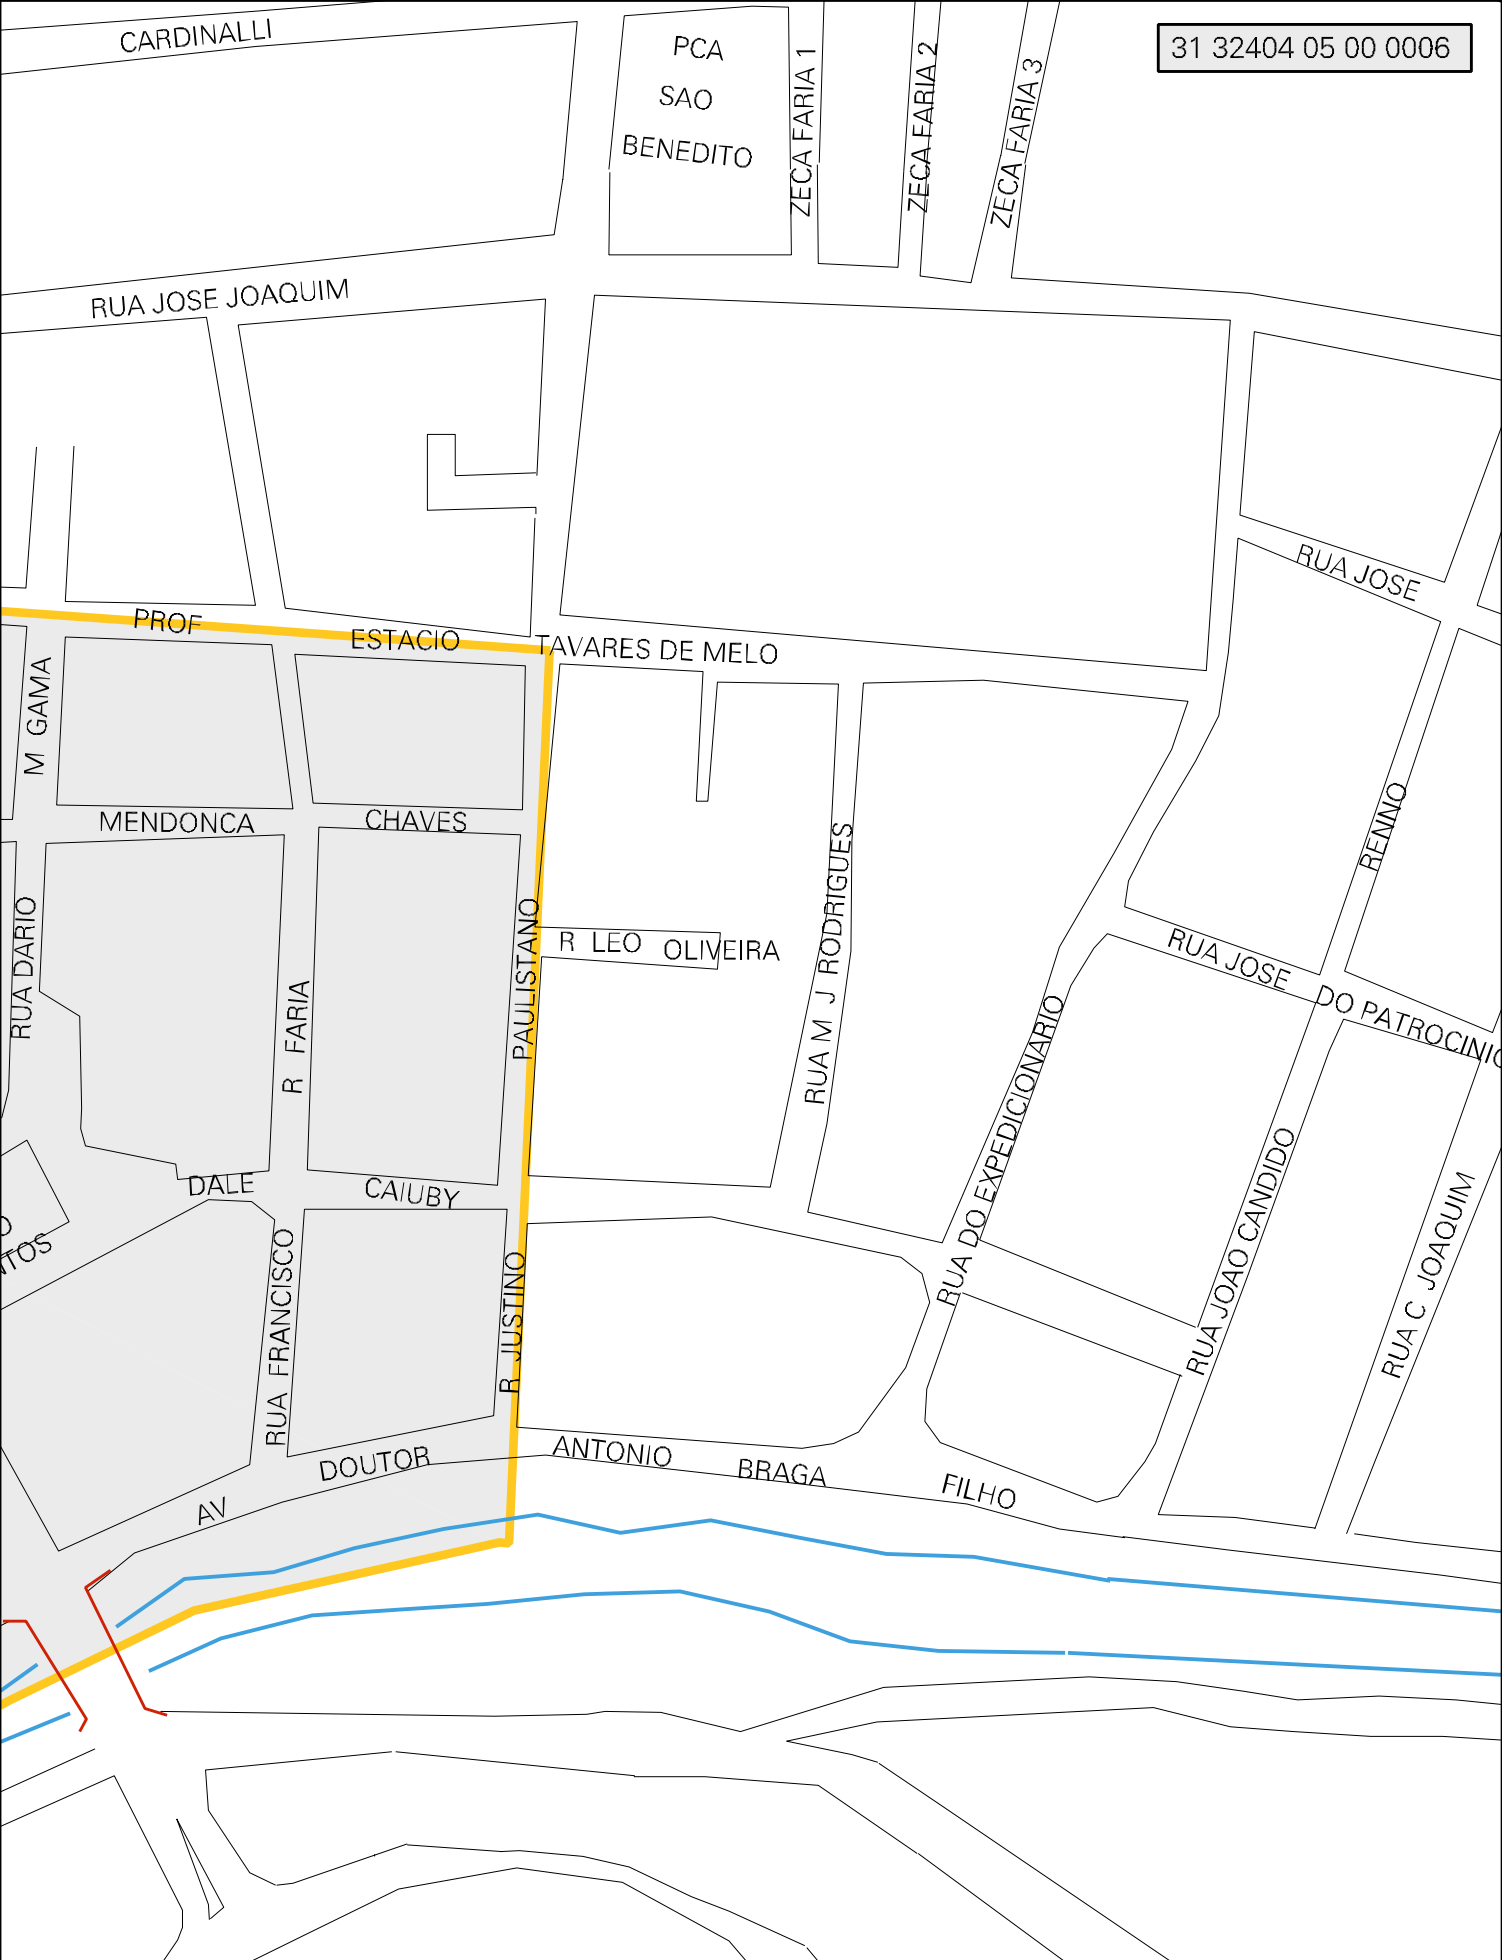 CARDINALLI
PCA
SAO
BENEDITO
ZECA FARIA 1
ZECA FARIA 2
ZECA FARIA 3
31 32404 05 00 0006
RUA JOSE JOAQUIM
RUA JOSE
PROF ESTACIO TAVARES DE MELO
M GAMA
MENDONCA CHAVES
RENNO
RUA DARIO
R FARIA
PAULISTANO
R LEO OLIVEIRA
RUA M J RODRIGUES
RUA JOSE DO PATROCINIO
RUA DO EXPEDICIONARIO
DALE CAIUBY
RUA FRANCISCO
R JUSTINO
RUA JOAO CANDIDO
RUA C JOAQUIM
AV DOUTOR ANTONIO BRAGA FILHO